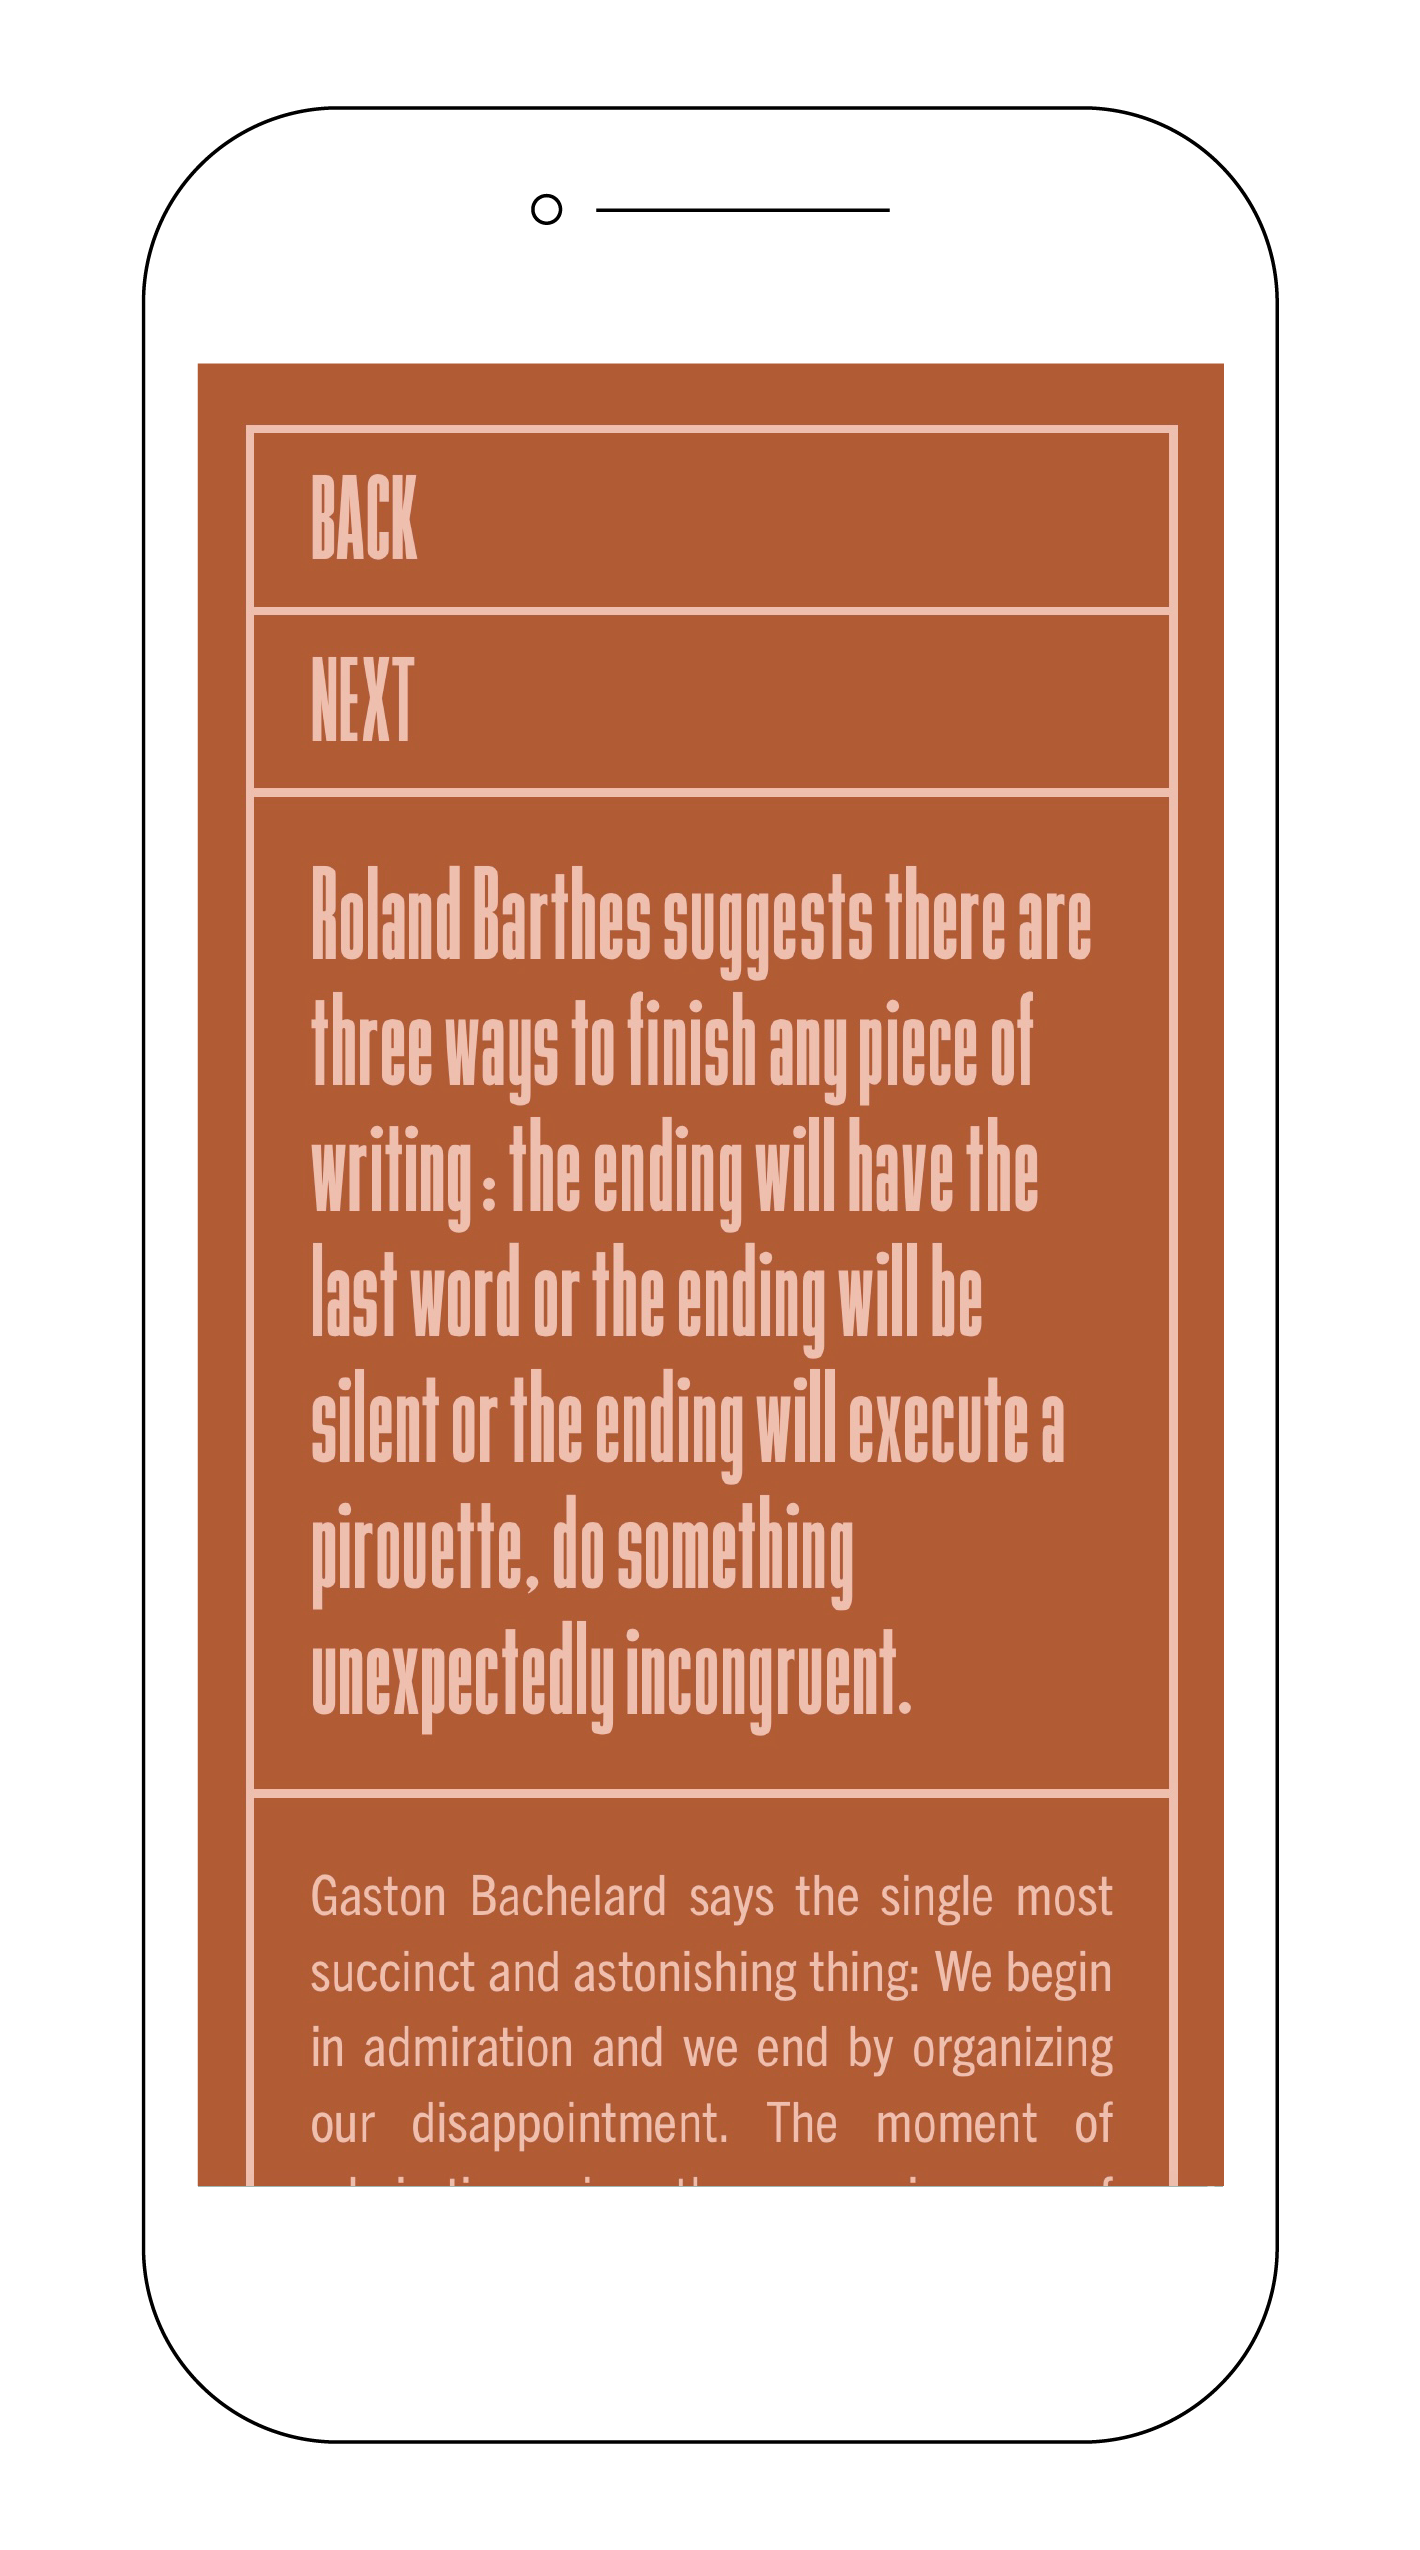 BACK
NEXT
Roland Barthes suggests there are
three ways to finish any piece of
writing : the ending will have the
last word or the ending will be
silent or the ending will execute a
pirouette, do something
unexpectedly incongruent.
Gaston Bachelard says the single most
succinct and astonishing thing: We begin
in admiration and we end by organizing
our disappointment. The moment of